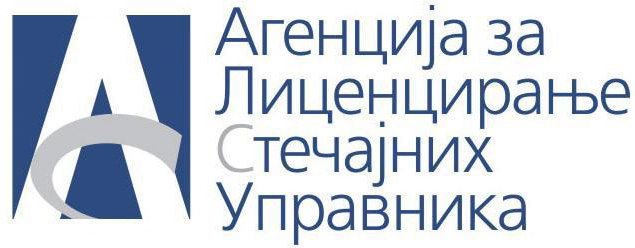 Агенција за
Лиценцирање
Стечајних
Управника